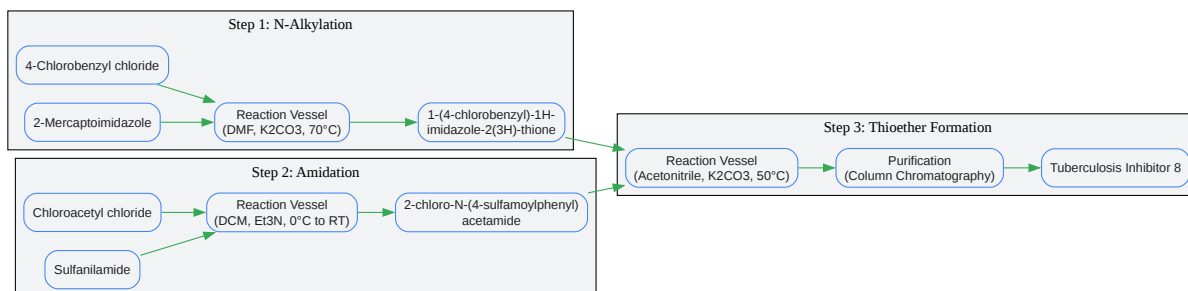 Step 1: N-Alkylation
4-Chlorobenzyl chloride
2-Mercaptoimidazole
Reaction Vessel
(DMF, K2CO3, 70°C)
1-(4-chlorobenzyl)-1H-
imidazole-2(3H)-thione
Step 2: Amidation
Chloroacetyl chloride
Sulfanilamide
Reaction Vessel
(DCM, Et3N, 0°C to RT)
2-chloro-N-(4-sulfamoylphenyl)
acetamide
Step 3: Thioether Formation
Reaction Vessel
(Acetonitrile, K2CO3, 50°C)
Purification
(Column Chromatography)
Tuberculosis Inhibitor 8